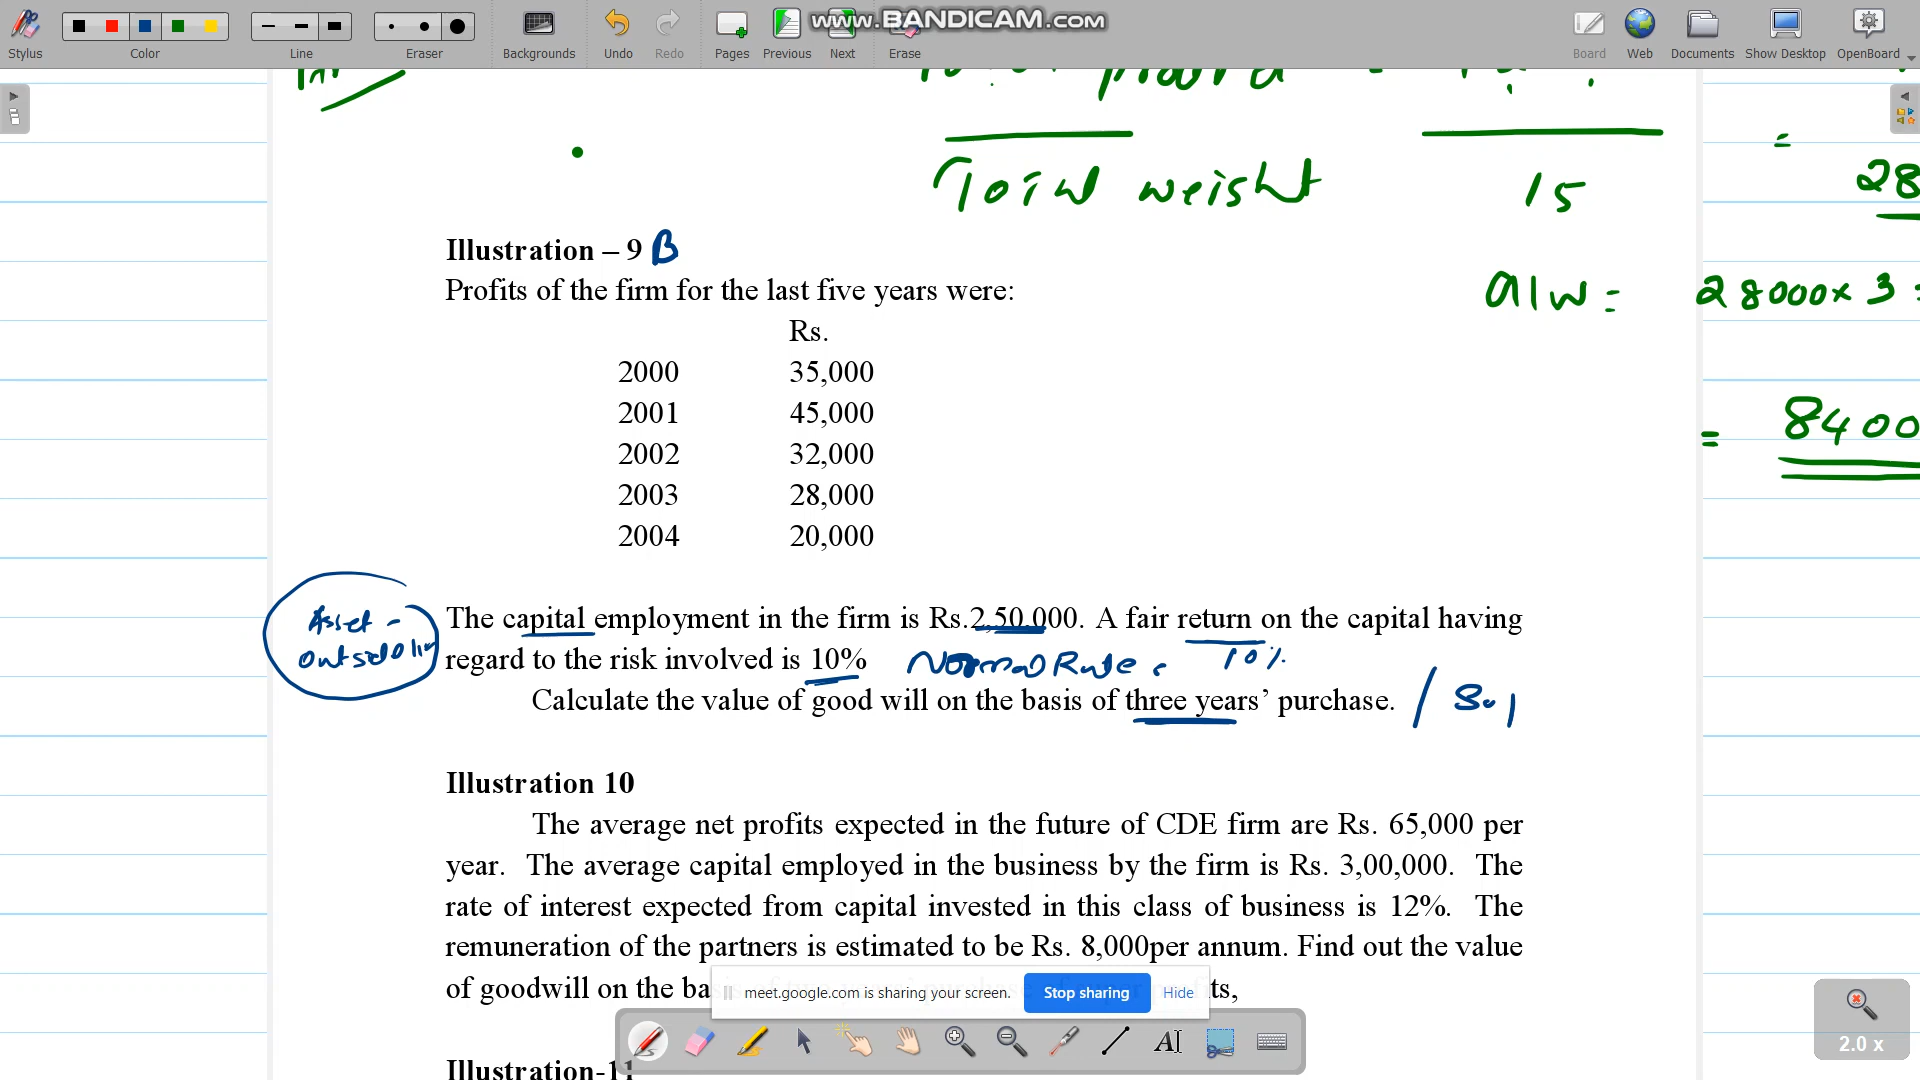 www.BANDICAM.com
Stylus Color Line Eraser Backgrounds Undo Redo Pages Previous Next Erase Board Web Documents Show Desktop OpenBoard
Total weight 15
=
28
Illustration – 9 B
Profits of the firm for the last five years were:
G/w = 28000 x 3 =
Rs.
2000 35,000
2001 45,000
= 8400
2002 32,000
2003 28,000
2004 20,000
Asset -
The capital employment in the firm is Rs.2,50,000. A fair return on the capital having
regard to the risk involved is 10% Normal Rate = 10%
Calculate the value of good will on the basis of three years’ purchase. /
Illustration 10
The average net profits expected in the future of CDE firm are Rs. 65,000 per
year. The average capital employed in the business by the firm is Rs. 3,00,000. The
rate of interest expected from capital invested in this class of business is 12%. The
remuneration of the partners is estimated to be Rs. 8,000per annum. Find out the value
of goodwill on the ba
meet.google.com is sharing your screen. Stop sharing Hide
ts,
Illustration-11
2.0 x